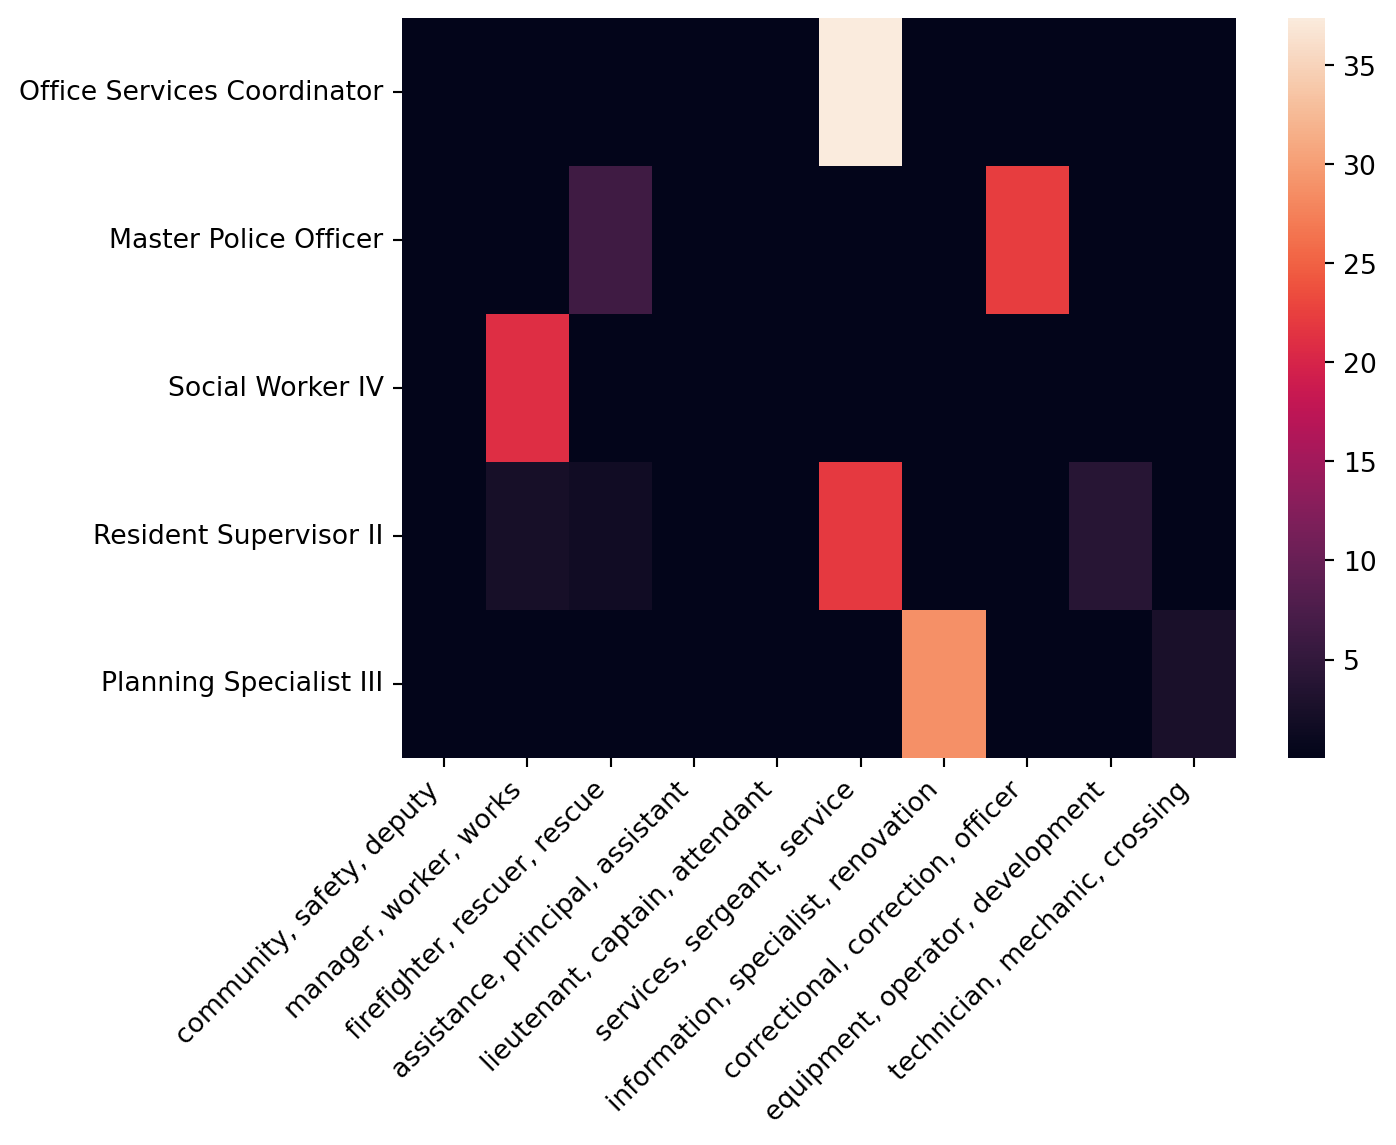 Office Services Coordinator
Master Police Officer
Social Worker IV
Resident Supervisor II
Planning Specialist III
community, safety, deputy
manager, worker, works
firefighter, rescuer, rescue
assistance, principal, assistant
lieutenant, captain, attendant
services, sergeant, service
information, specialist, renovation
correctional, correction, officer
equipment, operator, development
technician, mechanic, crossing
35
30
25
20
15
10
5